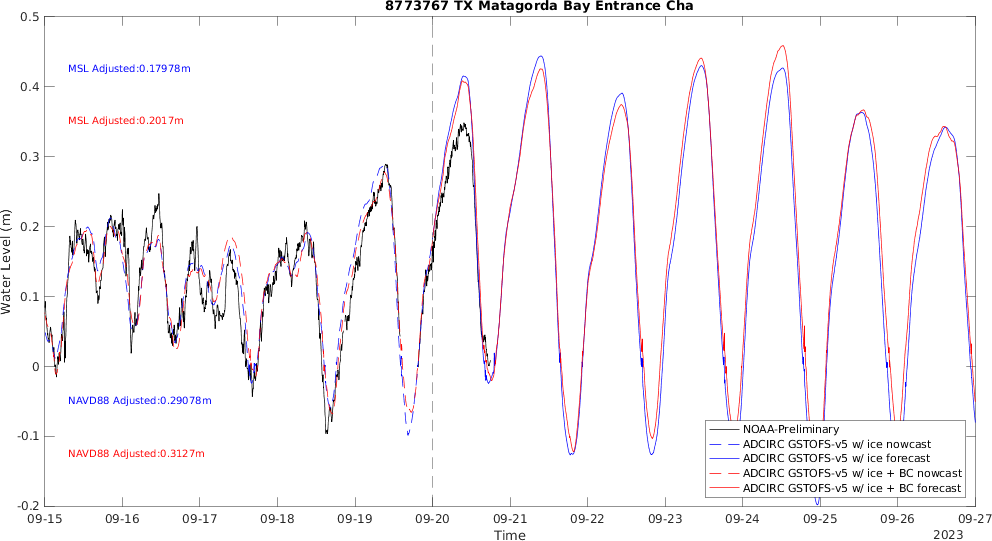 8773767 TX Matagorda Bay Entrance Cha
0.5
0.4
0.3
0.2
0.1
0
-0.1
-0.2
Water Level (m)
MSL Adjusted:0.17978m
MSL Adjusted:0.2017m
NAVD88 Adjusted:0.29078m
NAVD88 Adjusted:0.3127m
NOAA-Preliminary
ADCIRC GSTOFS-v5 w/ ice nowcast
ADCIRC GSTOFS-v5 w/ ice forecast
ADCIRC GSTOFS-v5 w/ ice + BC nowcast
ADCIRC GSTOFS-v5 w/ ice + BC forecast
09-15 09-16 09-17 09-18 09-19 09-20 09-21 09-22 09-23 09-24 09-25 09-26 09-27
Time
2023